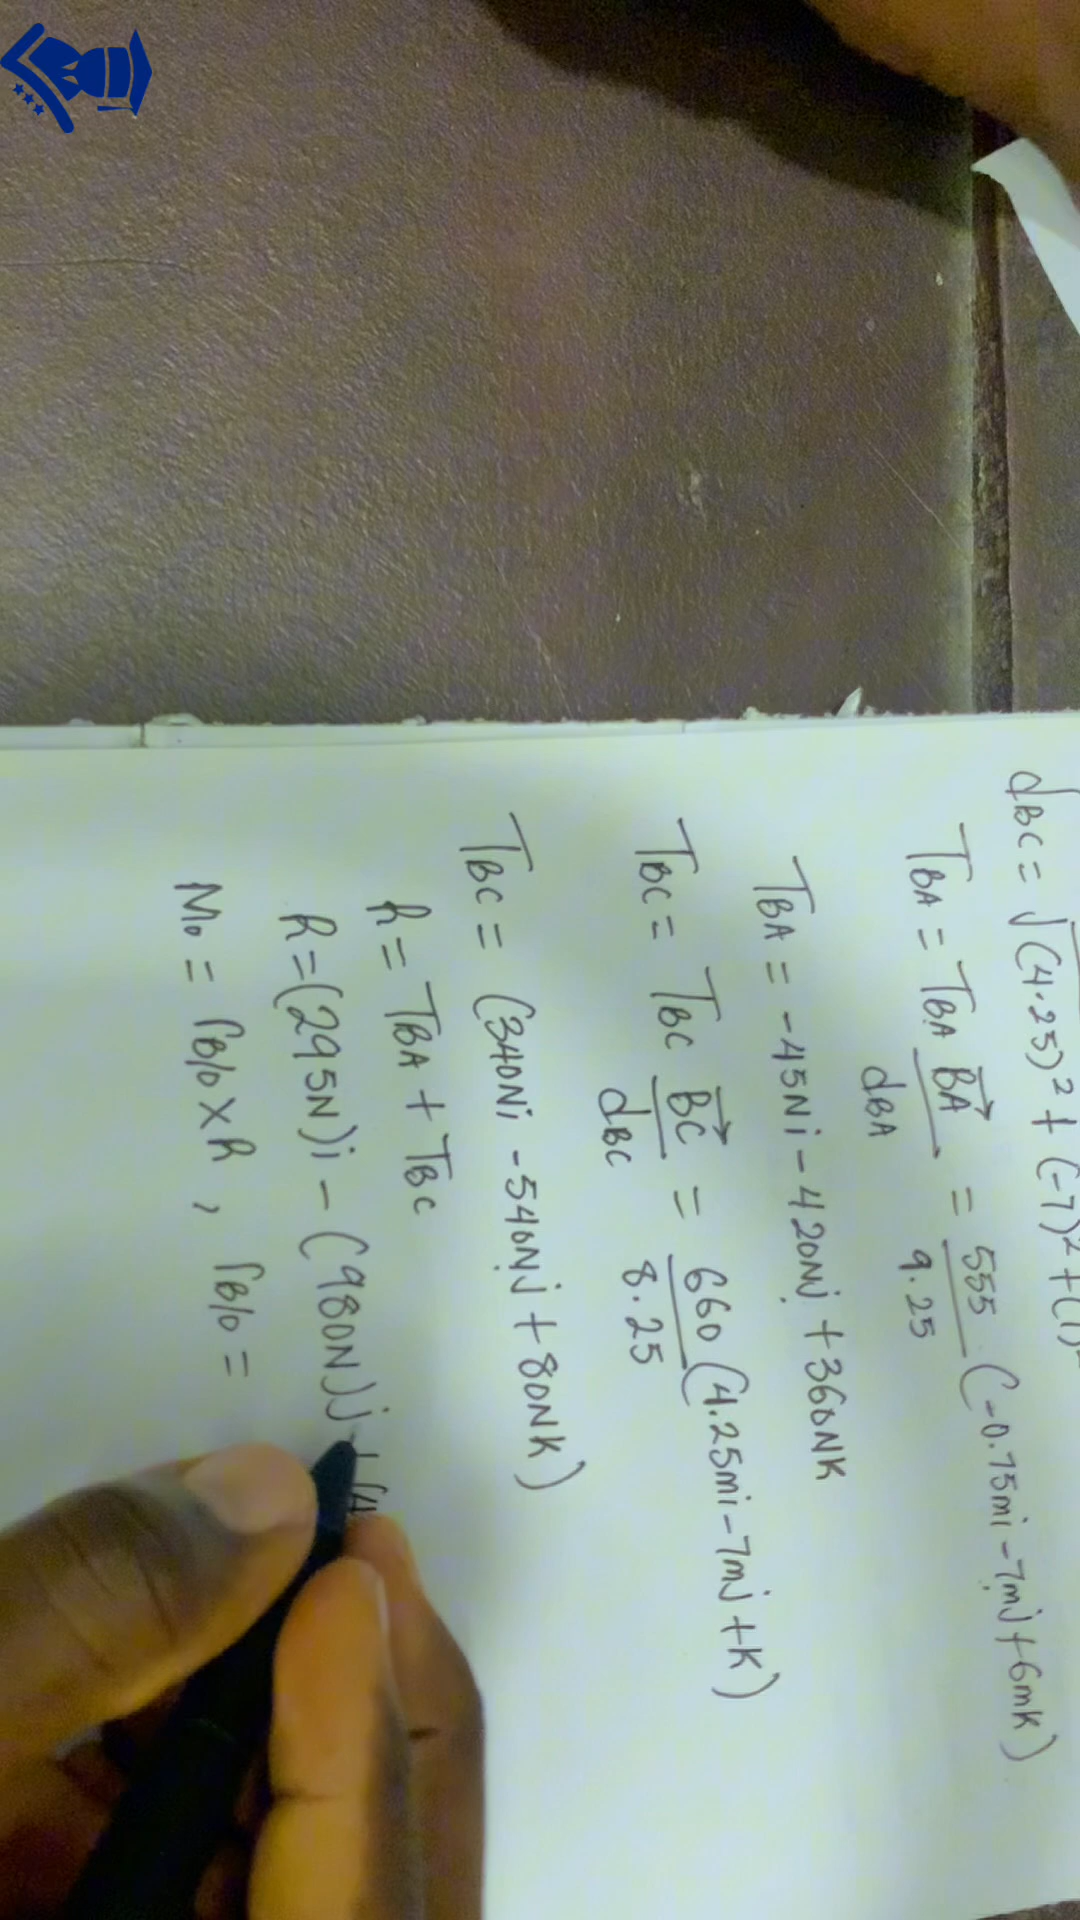 dBC = √(4.25)² + (-7)² + (1)²
TBA = TBA BA/dBA = 555/9.25 (-0.75mi - 7mj + 6mk)
TBA = -45Ni - 420Nj + 360NK
TBC = TBC BC/dBC = 660/8.25 (4.25mi - 7mj + K)
TBC = (340Ni - 540Nj + 80NK)
R = TBA + TBC
R = (295N)i - (980N)j + (4
Mo = rB/o × R, rB/o =